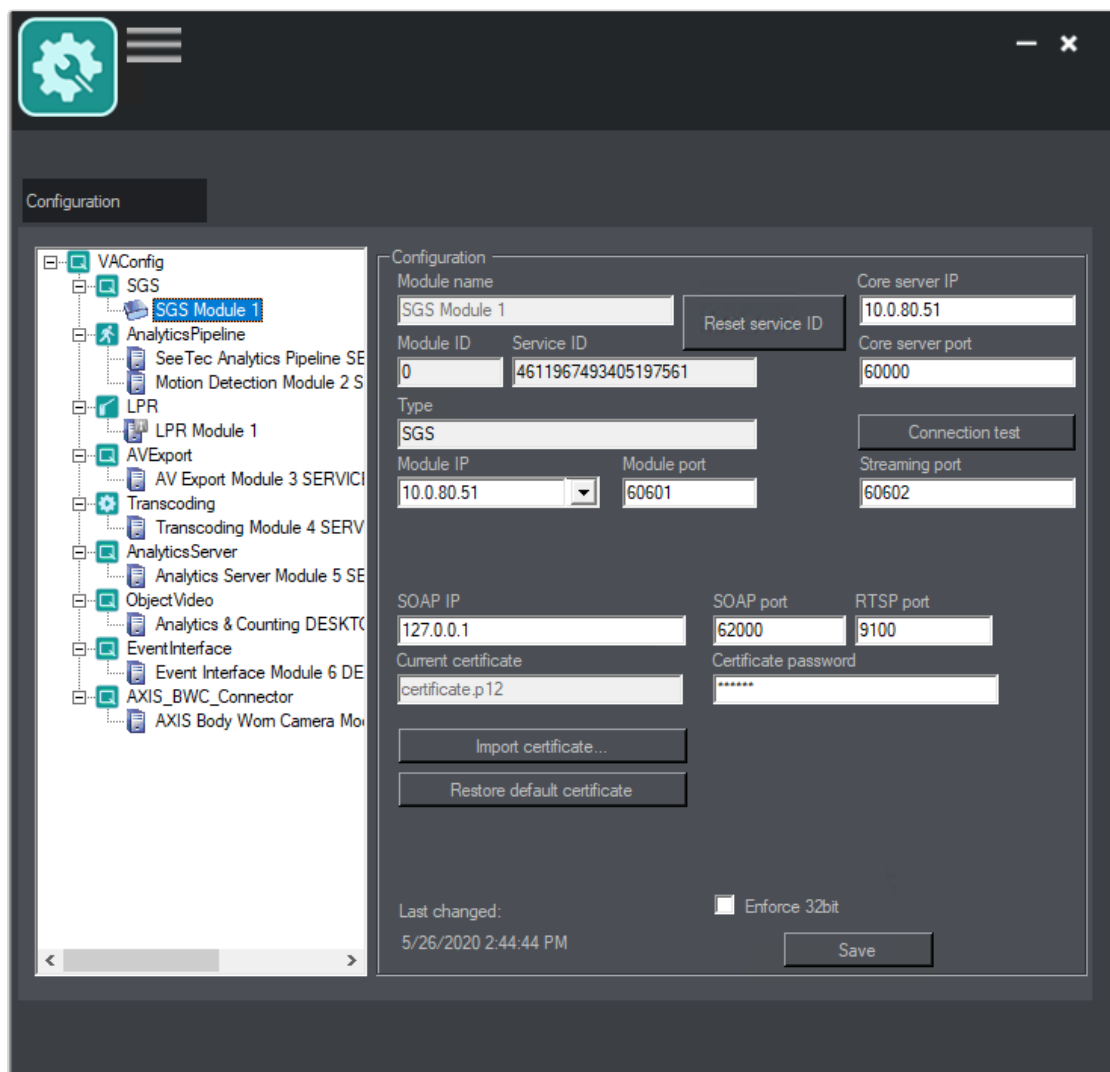 Configuration
VAConfig
SGS
SGS Module 1
AnalyticsPipeline
SeeTec Analytics Pipeline SE
Motion Detection Module 2 S
LPR
LPR Module 1
AVExport
AV Export Module 3 SERVICE
Transcoding
Transcoding Module 4 SERV
AnalyticsServer
Analytics Server Module 5 SE
ObjectVideo
Analytics & Counting DESKTO
EventInterface
Event Interface Module 6 DE
AXIS_BWC_Connector
AXIS Body Worn Camera Mo
Configuration
Module name
Core server IP
SGS Module 1
Reset service ID
10.0.80.51
Module ID Service ID
Core server port
0 4611967493405197561
60000
Type
SGS
Connection test
Module IP Module port Streaming port
10.0.80.51 60601 60602
SOAP IP SOAP port RTSP port
127.0.0.1 62000 9100
Current certificate Certificate password
certificate.p12 ******
Import certificate...
Restore default certificate
Last changed:
Enforce 32bit
5/26/2020 2:44:44 PM
Save